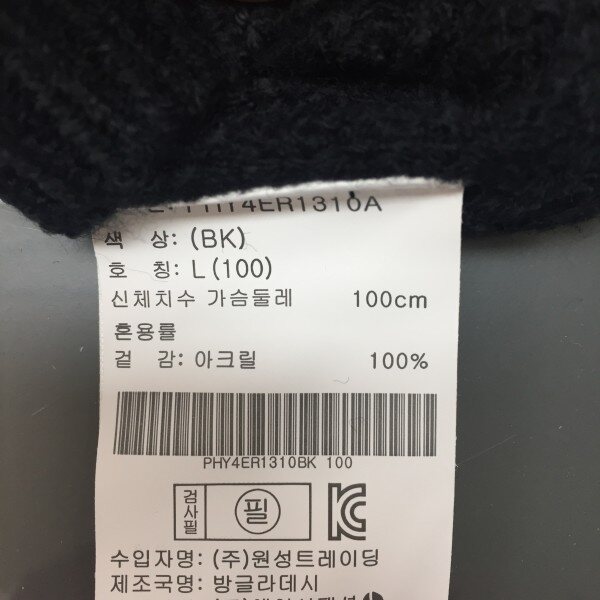 PHY4ER1310A
색 상: (BK)
호 칭: L (100)
신체치수 가슴둘레 100cm
혼용률
겉 감: 아크릴 100%
PHY4ER1310BK 100
검사필 필 KC
수입자명: (주)원성트레이딩
제조국명: 방글라데시